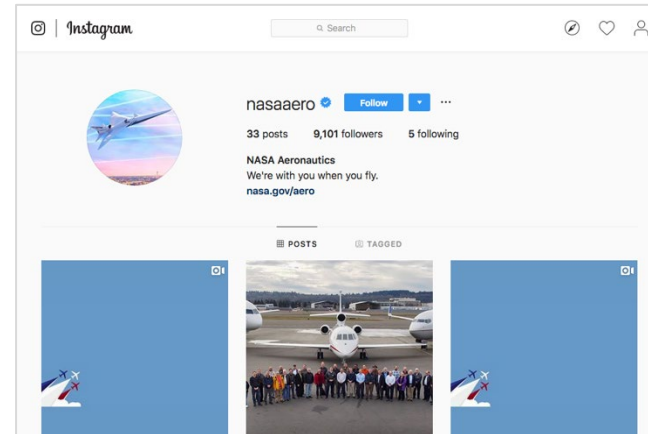 Instagram
Search
nasaaero Follow
33 posts 9,101 followers 5 following
NASA Aeronautics
We're with you when you fly.
nasa.gov/aero
POSTS TAGGED